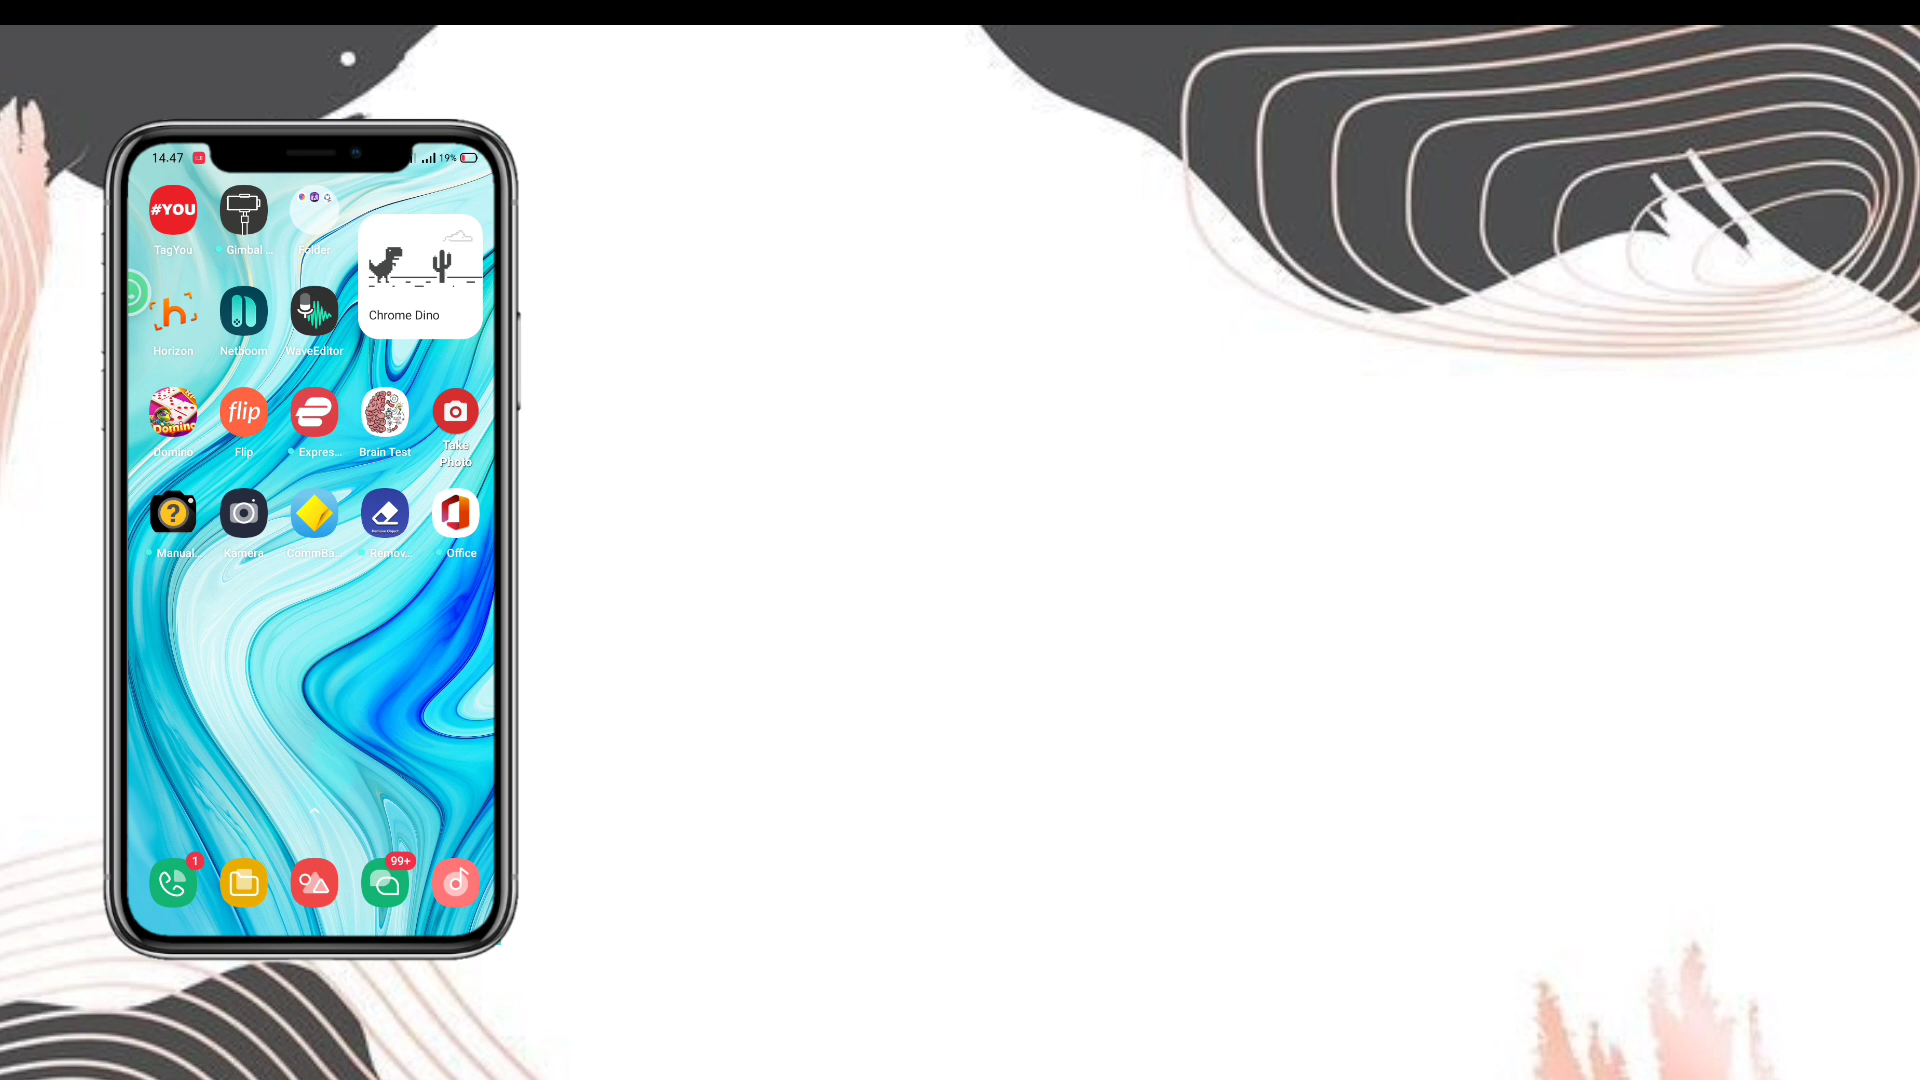 14.47
19%
#YOU
TagYou
Gimbal ...
Folder
Chrome Dino
h
Horizon
Netboom
WaveEditor
Domino
flip
Domino
Flip
Expres...
Brain Test
Take
Photo
?
Manual...
Kamera
CommBa...
Remov...
Office
1
99+